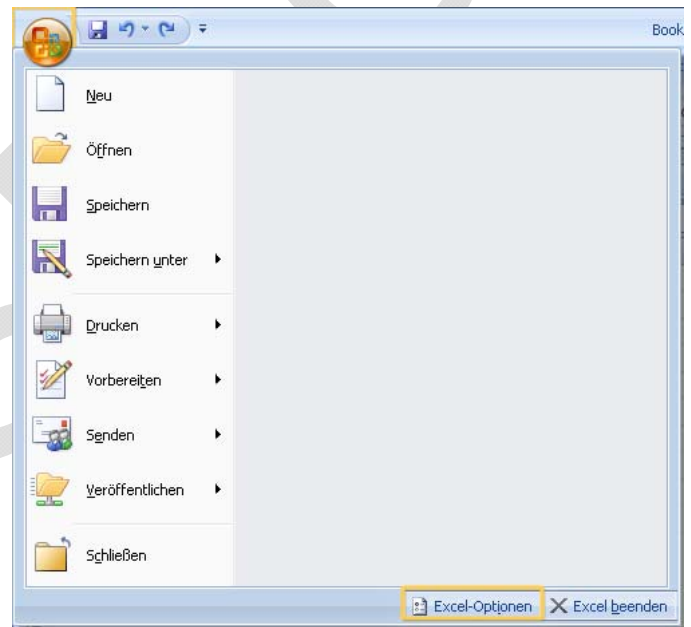 Book
Neu
Öffnen
Speichern
Speichern unter
Drucken
Vorbereiten
Senden
Veröffentlichen
Schließen
Excel-Optionen
Excel beenden